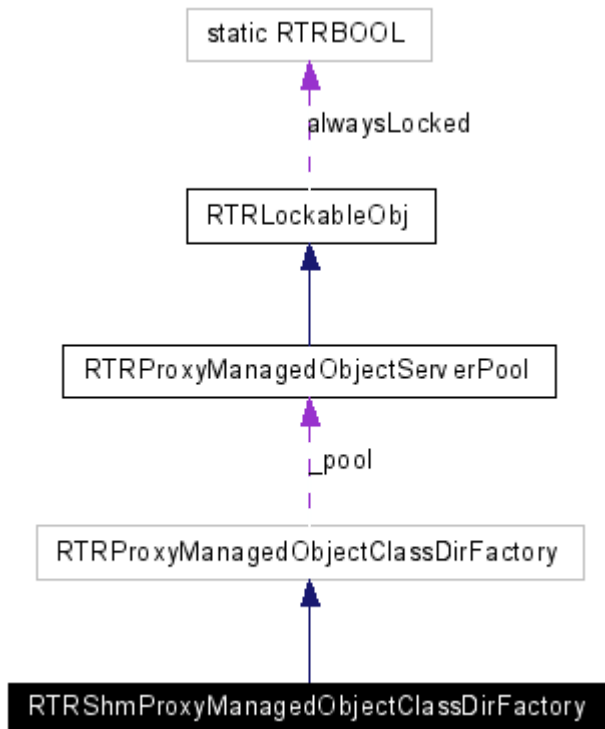 static RTRBOOL
alwaysLocked
RTRLockableObj
RTRProxyManagedObjectServerPool
_pool
RTRProxyManagedObjectClassDirFactory
RTRShmProxyManagedObjectClassDirFactory